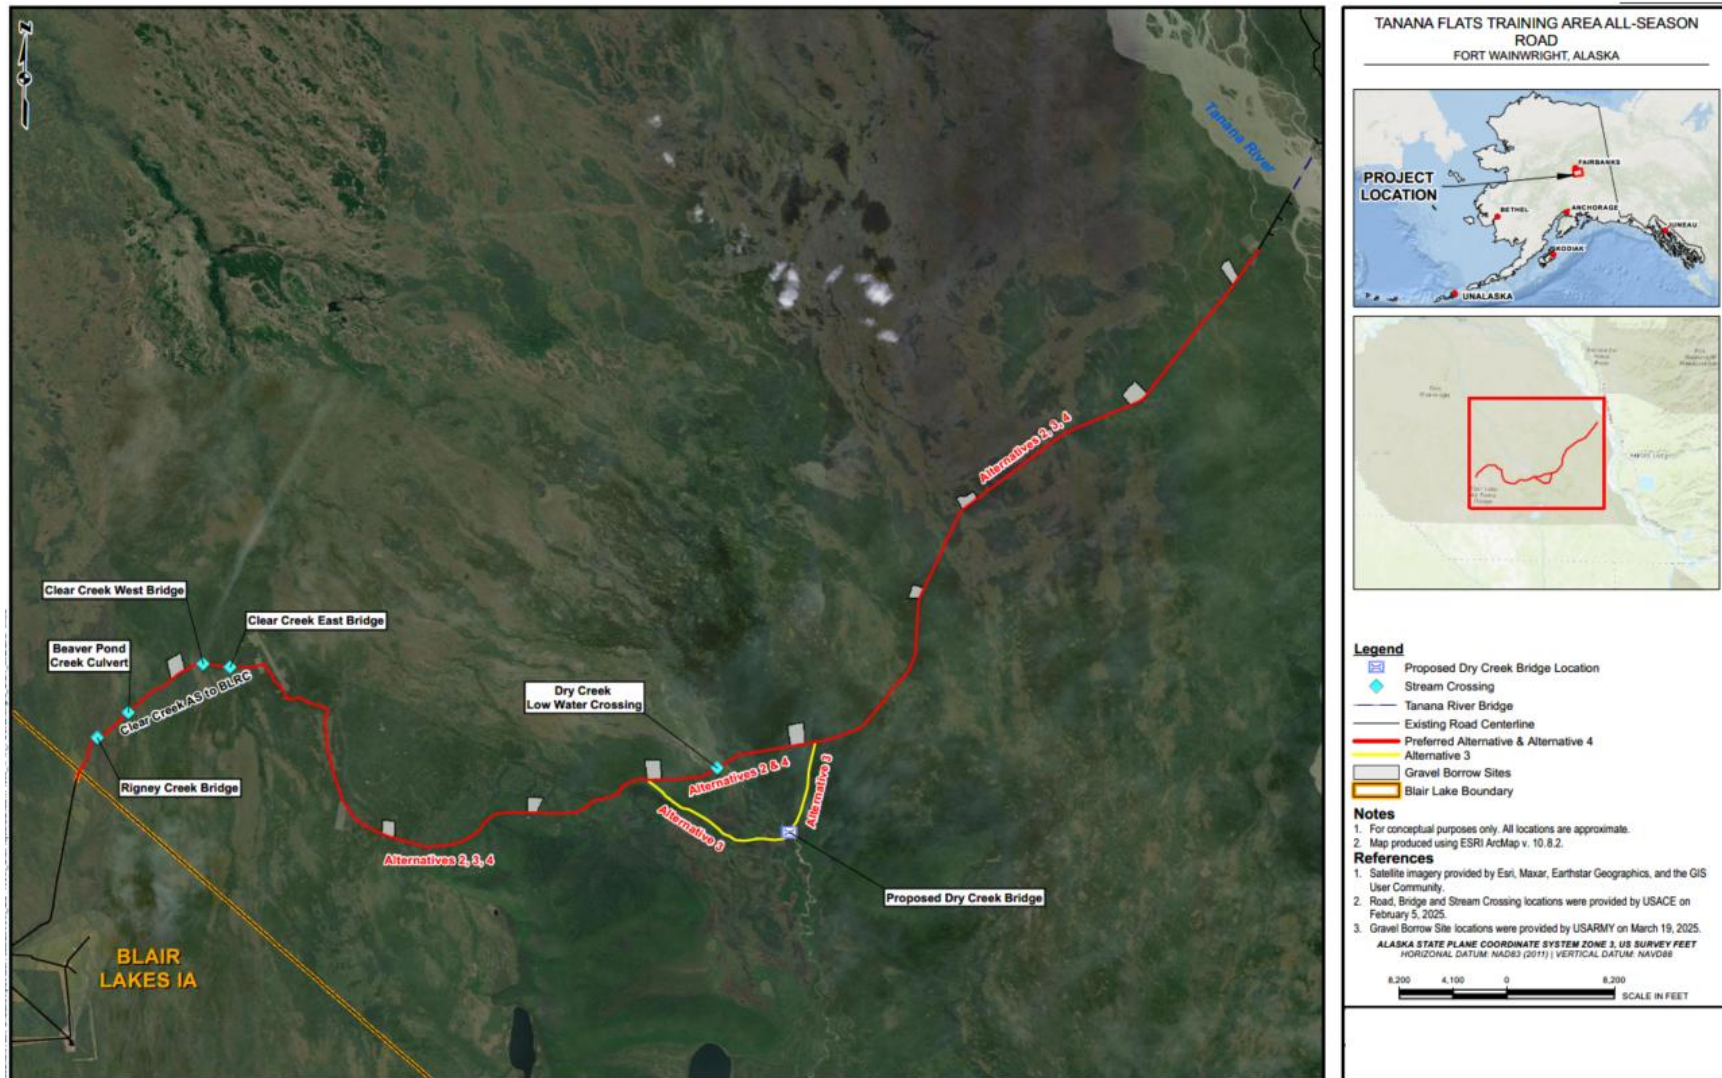 TANANA FLATS TRAINING AREA ALL-SEASON
ROAD
FORT WAINWRIGHT, ALASKA
N
Tanana River
Alternatives 2, 3, 4
Clear Creek West Bridge
Clear Creek East Bridge
Beaver Pond
Creek Culvert
Clear Creek AS to BLRC
Rigney Creek Bridge
Dry Creek
Low Water Crossing
Alternatives 2 & 4
Alternative 3
Alternative 3
Alternatives 2, 3, 4
Proposed Dry Creek Bridge
BLAIR
LAKES IA
FAIRBANKS
PROJECT
LOCATION
BETHEL
ANCHORAGE
JUNEAU
KODIAK
UNALASKA
Legend
Proposed Dry Creek Bridge Location
Stream Crossing
Tanana River Bridge
Existing Road Centerline
Preferred Alternative & Alternative 4
Alternative 3
Gravel Borrow Sites
Blair Lake Boundary
Notes
1. For conceptual purposes only. All locations are approximate.
2. Map produced using ESRI ArcMap v. 10.8.2.
References
1. Satellite imagery provided by Esri, Maxar, Earthstar Geographics, and the GIS
User Community.
2. Road, Bridge and Stream Crossing locations were provided by USACE on
February 5, 2025.
3. Gravel Borrow Site locations were provided by USARMY on March 19, 2025.
ALASKA STATE PLANE COORDINATE SYSTEM ZONE 3, US SURVEY FEET
HORIZONAL DATUM: NAD83 (2011) | VERTICAL DATUM: NAVD88
8,200 4,100 0 8,200
SCALE IN FEET